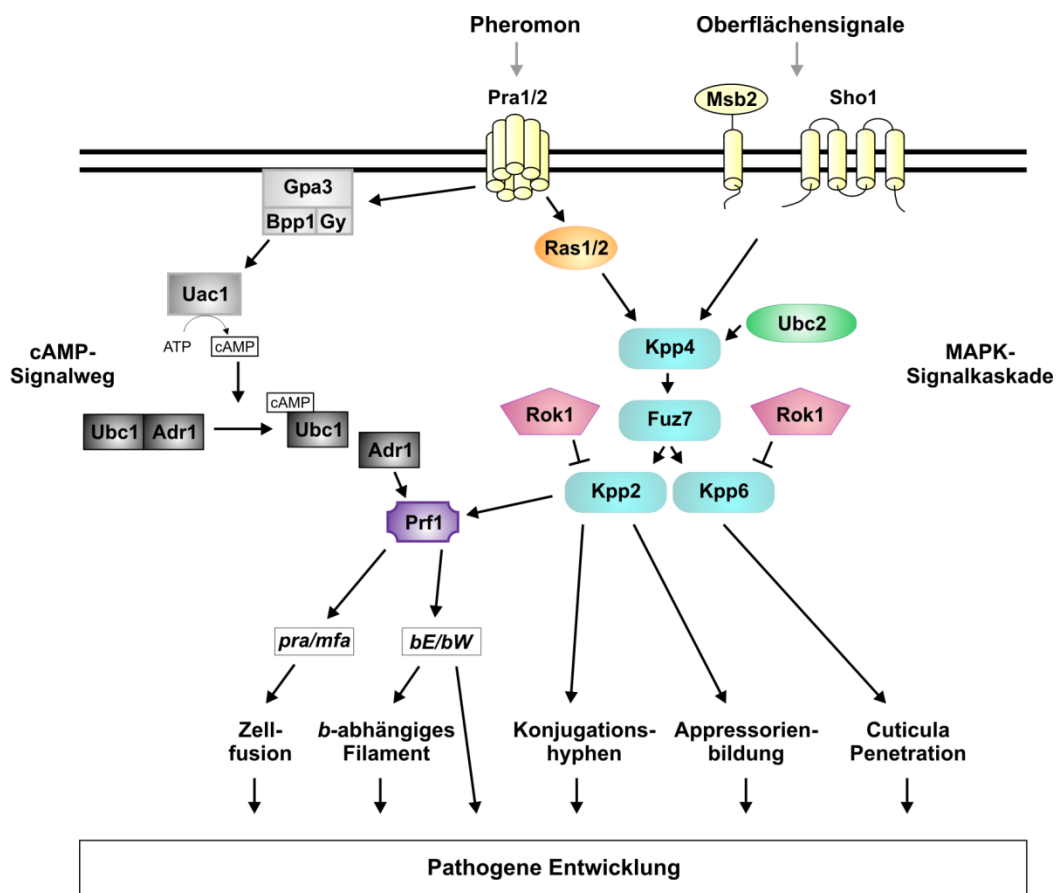 Pheromon
Oberflächensignale
Pra1/2
Msb2
Sho1
Gpa3
Bpp1
Gy
Ras1/2
Uac1
ATP
cAMP
Ubc2
Kpp4
cAMP-
Signalweg
MAPK-
Signalkaskade
cAMP
Ubc1
Adr1
Ubc1
Adr1
Rok1
Fuz7
Rok1
Kpp2
Kpp6
Prf1
pra/mfa
bE/bW
Zell-
fusion
b-abhängiges
Filament
Konjugations-
hyphen
Appressorien-
bildung
Cuticula
Penetration
Pathogene Entwicklung